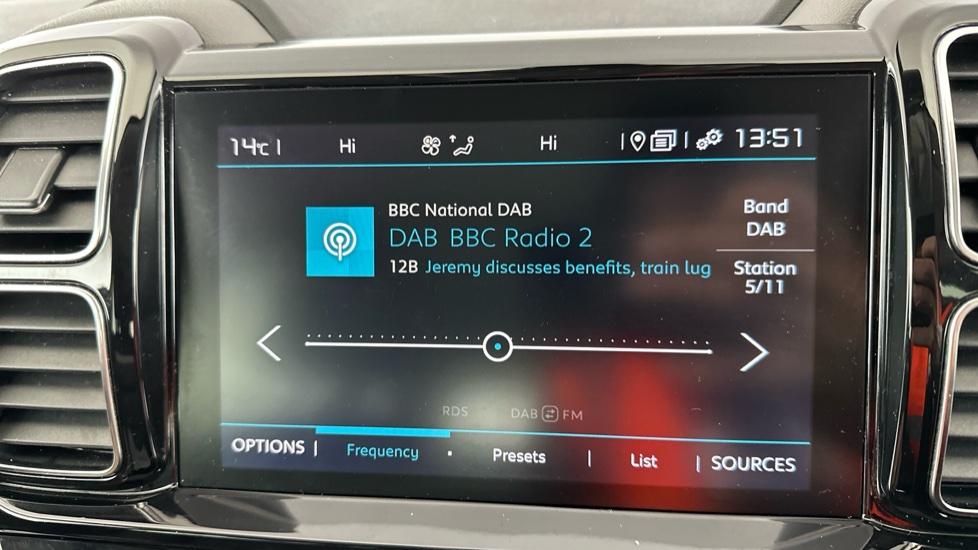 14°C | Hi Hi | | 13:51
BBC National DAB
DAB BBC Radio 2
12B Jeremy discusses benefits, train lug
Band
DAB
Station
5/11
RDS DAB FM
OPTIONS | Frequency · Presets | List | SOURCES